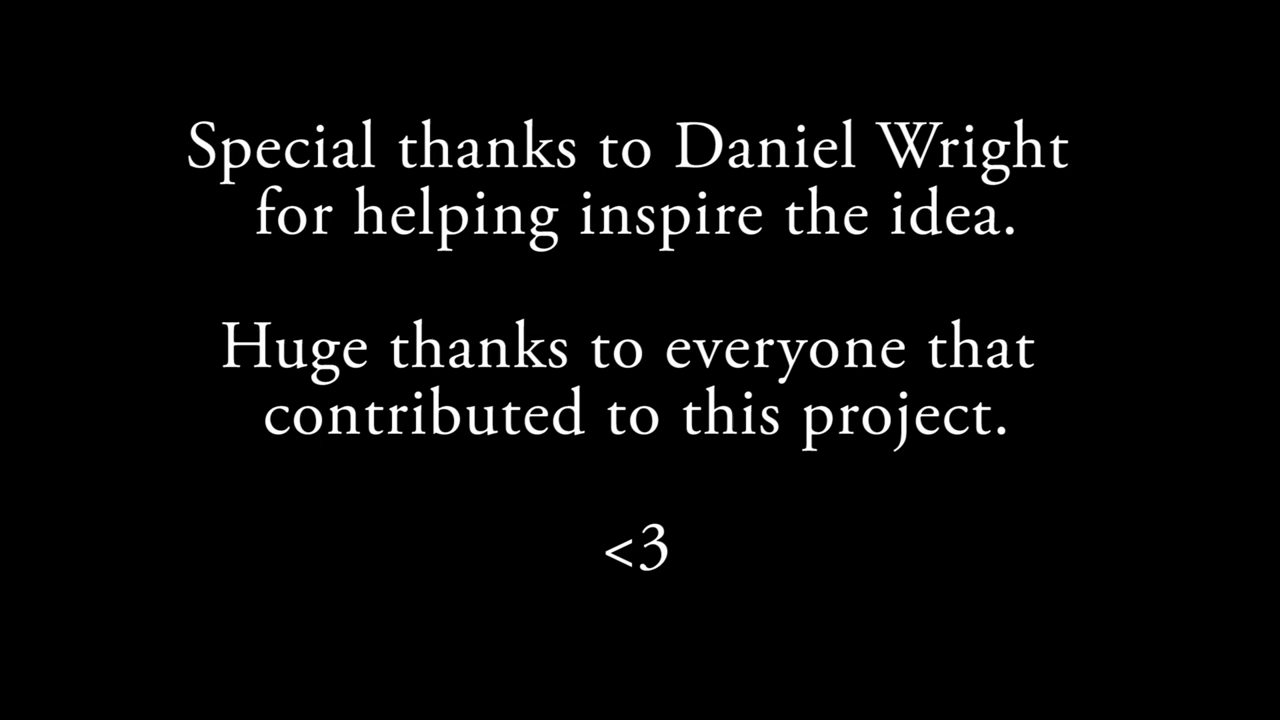 Special thanks to Daniel Wright
for helping inspire the idea.
Huge thanks to everyone that
contributed to this project.
<3